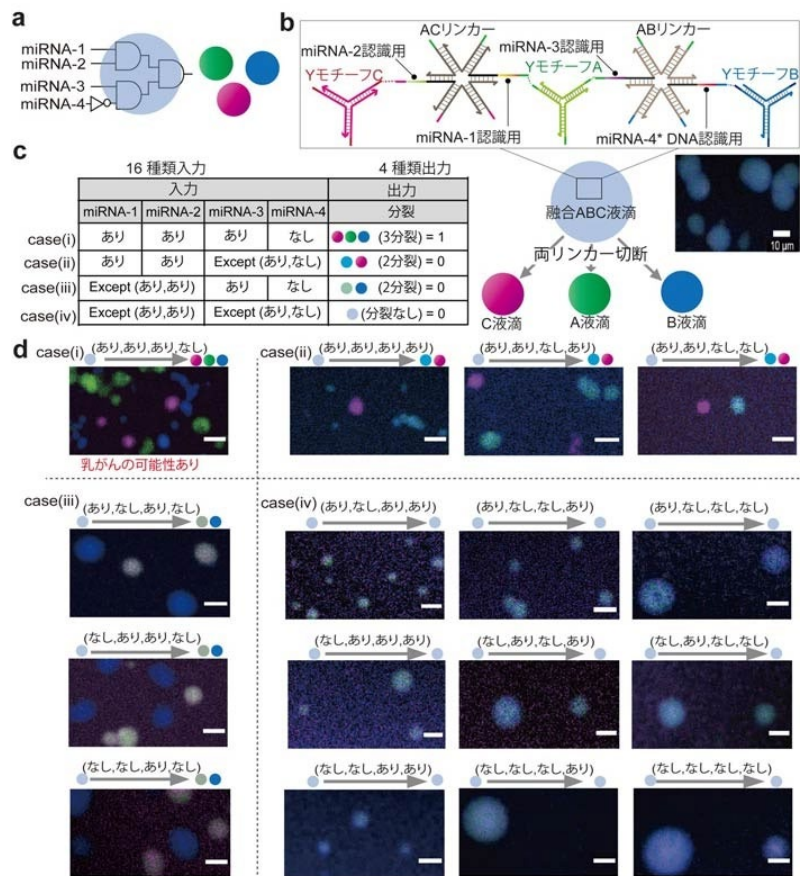 a
miRNA-1
miRNA-2
miRNA-3
miRNA-4
b
ACリンカー
ABリンカー
miRNA-2認識用
miRNA-3認識用
YモチーフC
YモチーフA
YモチーフB
miRNA-1認識用
miRNA-4* DNA認識用
融合ABC液滴
10 μm
両リンカー切断
C液滴
A液滴
B液滴
c
16 種類入力
4 種類出力
入力
出力
miRNA-1 miRNA-2 miRNA-3 miRNA-4 分裂
case(i) あり あり あり なし (3分裂) = 1
case(ii) あり あり Except (あり,なし) (2分裂) = 0
case(iii) Except (あり,あり) あり なし (2分裂) = 0
case(iv) Except (あり,あり) Except (あり,なし) (分裂なし) = 0
d
case(i)
(あり,あり,あり,なし)
乳がんの可能性あり
case(ii)
(あり,あり,あり,あり)
(あり,あり,なし,あり)
(あり,あり,なし,なし)
case(iii)
(あり,なし,あり,なし)
(なし,あり,あり,なし)
(なし,なし,あり,なし)
case(iv)
(あり,なし,あり,あり)
(あり,なし,なし,あり)
(あり,なし,なし,なし)
(なし,あり,あり,あり)
(なし,あり,なし,あり)
(なし,あり,なし,なし)
(なし,なし,あり,あり)
(なし,なし,なし,あり)
(なし,なし,なし,なし)